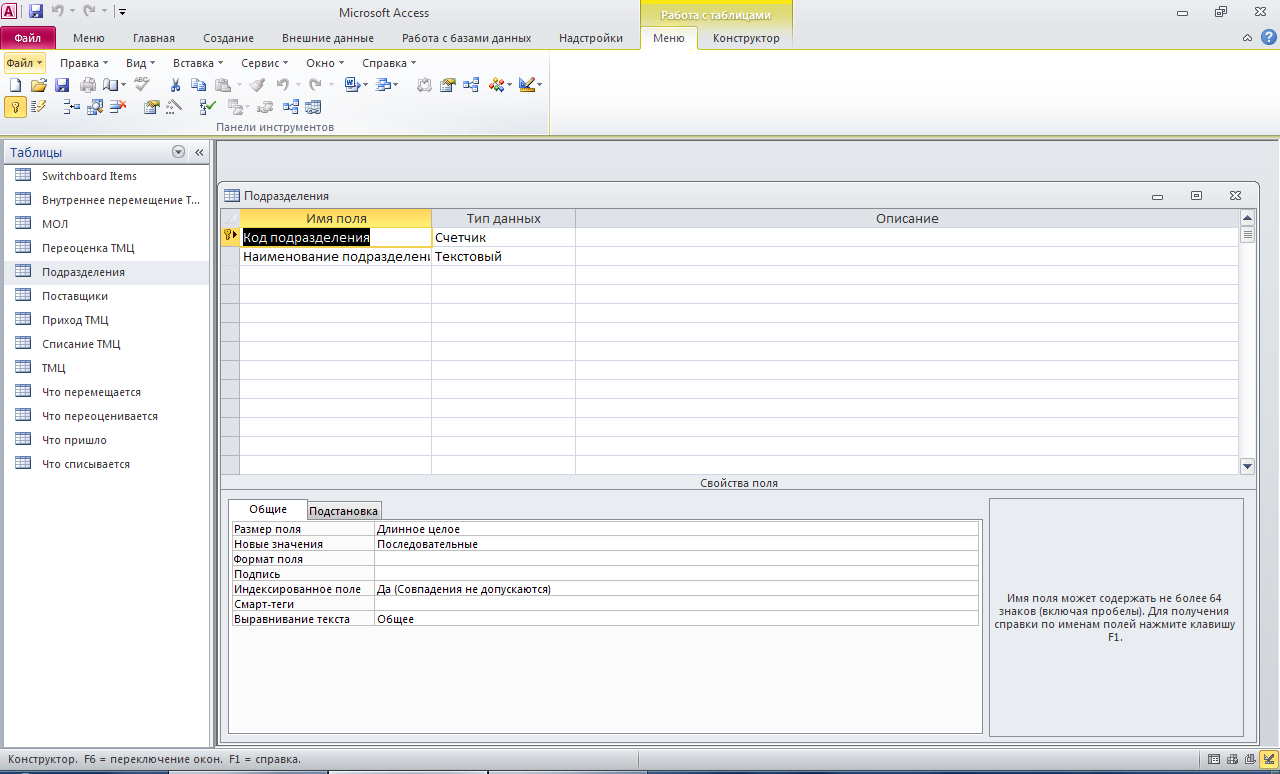 Microsoft Access
Работа с таблицами
Файл Меню Главная Создание Внешние данные Работа с базами данных Надстройки Меню Конструктор
Файл Правка Вид Вставка Сервис Окно Справка
Панели инструментов
Таблицы
Switchboard Items
Внутреннее перемещение Т...
МОЛ
Переоценка ТМЦ
Подразделения
Поставщики
Приход ТМЦ
Списание ТМЦ
ТМЦ
Что перемещается
Что переоценивается
Что пришло
Что списывается
Подразделения
Имя поля Тип данных Описание
Код подразделения Счетчик
Наименование подразделени Текстовый
Свойства поля
Общие Подстановка
Размер поля Длинное целое
Новые значения Последовательные
Формат поля
Подпись
Индексированное поле Да (Совпадения не допускаются)
Смарт-теги
Выравнивание текста Общее
Имя поля может содержать не более 64
знаков (включая пробелы). Для получения
справки по именам полей нажмите клавишу
F1.
Конструктор. F6 = переключение окон. F1 = справка.